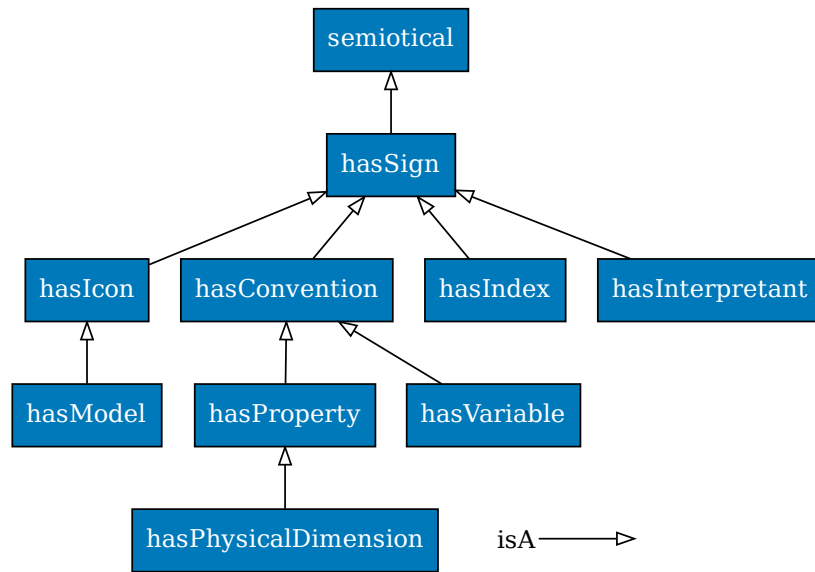 semiotical
hasSign
hasIcon
hasConvention
hasIndex
hasInterpretant
hasModel
hasProperty
hasVariable
hasPhysicalDimension
isA